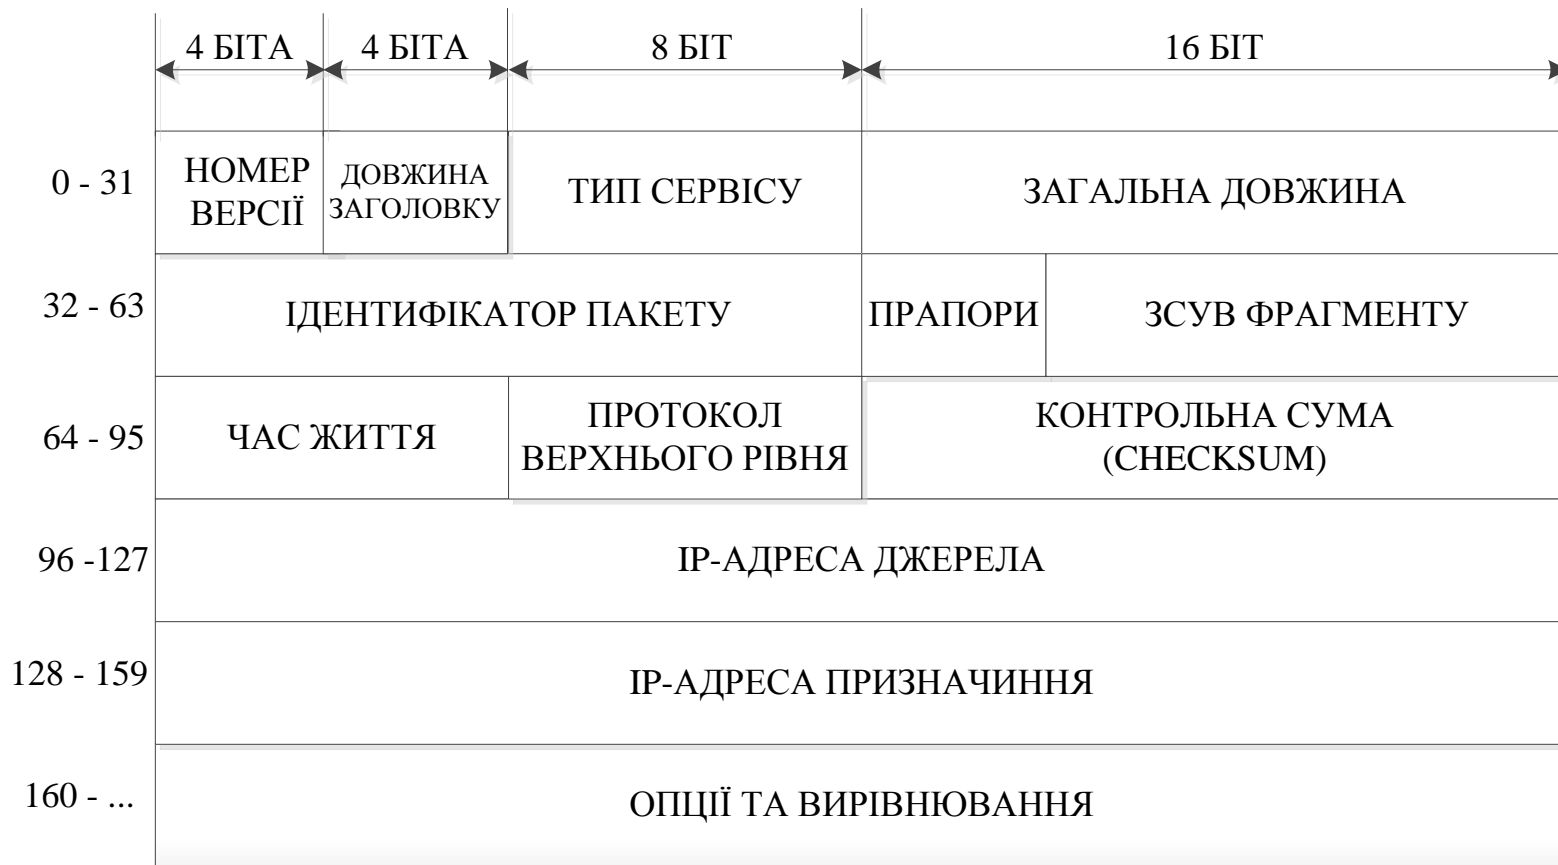 4 БІТА 4 БІТА 8 БІТ 16 БІТ
0 - 31
НОМЕР
ВЕРСІЇ
ДОВЖИНА
ЗАГОЛОВКУ
ТИП СЕРВІСУ
ЗАГАЛЬНА ДОВЖИНА
32 - 63
ІДЕНТИФІКАТОР ПАКЕТУ
ПРАПОРИ
ЗСУВ ФРАГМЕНТУ
64 - 95
ЧАС ЖИТТЯ
ПРОТОКОЛ
ВЕРХНЬОГО РІВНЯ
КОНТРОЛЬНА СУМА
(CHECKSUM)
96 -127
ІР-АДРЕСА ДЖЕРЕЛА
128 - 159
ІР-АДРЕСА ПРИЗНАЧИННЯ
160 - ...
ОПЦІЇ ТА ВИРІВНЮВАННЯ